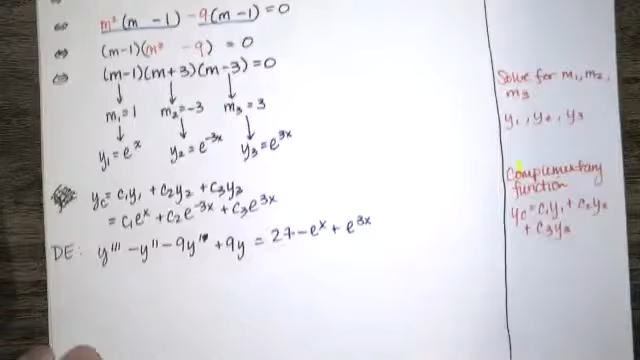 ⇔ m²(m - 1) - 9(m - 1) = 0
⇔ (m-1)(m² - 9) = 0
⇔ (m-1)(m+3)(m-3) = 0
↓ ↓ ↓
m₁=1 m₂=-3 m₃=3
↓ ↓ ↓
y₁=eˣ y₂=e⁻³ˣ y₃=e³ˣ
y_c = c₁y₁ + c₂y₂ + c₃y₃
= c₁eˣ + c₂e⁻³ˣ + c₃e³ˣ
DE: y''' - y'' - 9y' + 9y = 27 - eˣ + e³ˣ
Solve for m₁, m₂,
m₃
y₁, y₂, y₃
Complementary
function
y_c = c₁y₁ + c₂y₂
+ c₃y₃